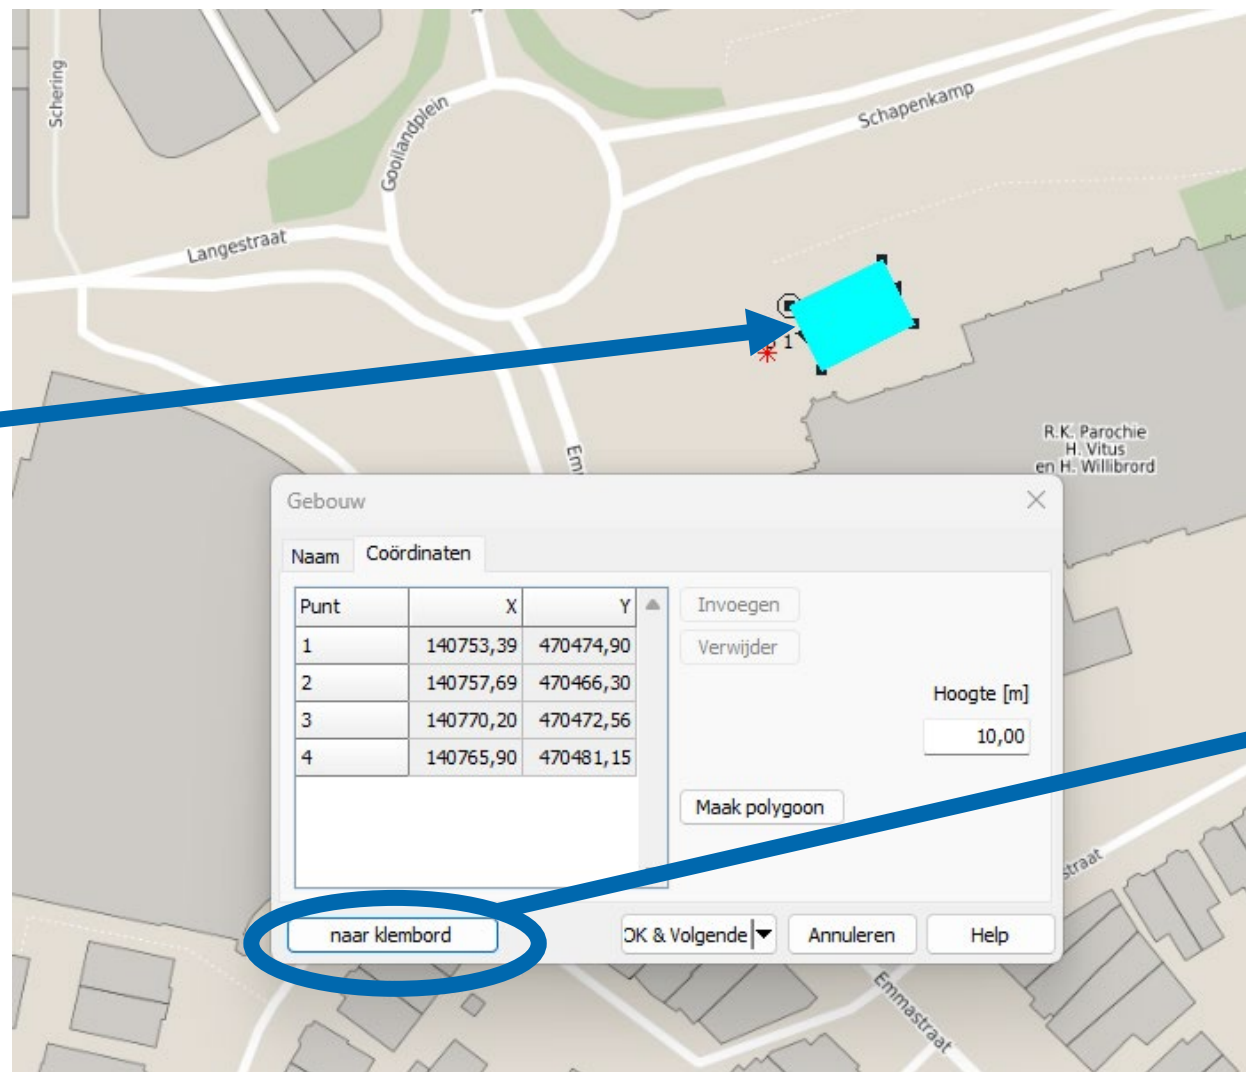 Schering
Gooilandplein
Schapenkamp
Langestraat
1
R.K. Parochie
H. Vitus
en H. Willibrord
Gebouw
Naam Coördinaten
Punt X Y
1 140753,39 470474,90
2 140757,69 470466,30
3 140770,20 470472,56
4 140765,90 470481,15
Invoegen
Verwijder
Hoogte [m]
10,00
Maak polygoon
naar klembord
OK & Volgende
Annuleren
Help
Emmastraat